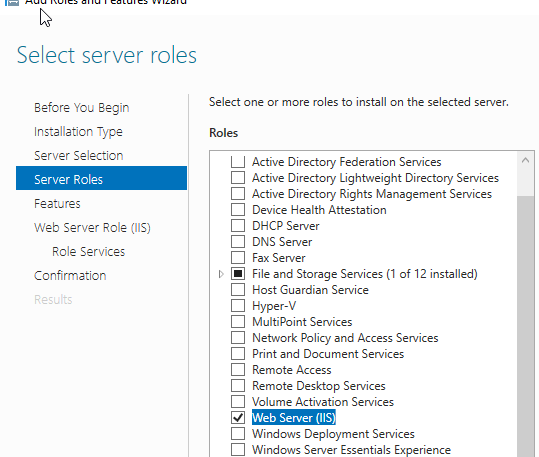 Add Roles and Features Wizard
Select server roles
Before You Begin
Installation Type
Server Selection
Server Roles
Features
Web Server Role (IIS)
Role Services
Confirmation
Results
Select one or more roles to install on the selected server.
Roles
Active Directory Federation Services
Active Directory Lightweight Directory Services
Active Directory Rights Management Services
Device Health Attestation
DHCP Server
DNS Server
Fax Server
File and Storage Services (1 of 12 installed)
Host Guardian Service
Hyper-V
MultiPoint Services
Network Policy and Access Services
Print and Document Services
Remote Access
Remote Desktop Services
Volume Activation Services
Web Server (IIS)
Windows Deployment Services
Windows Server Essentials Experience